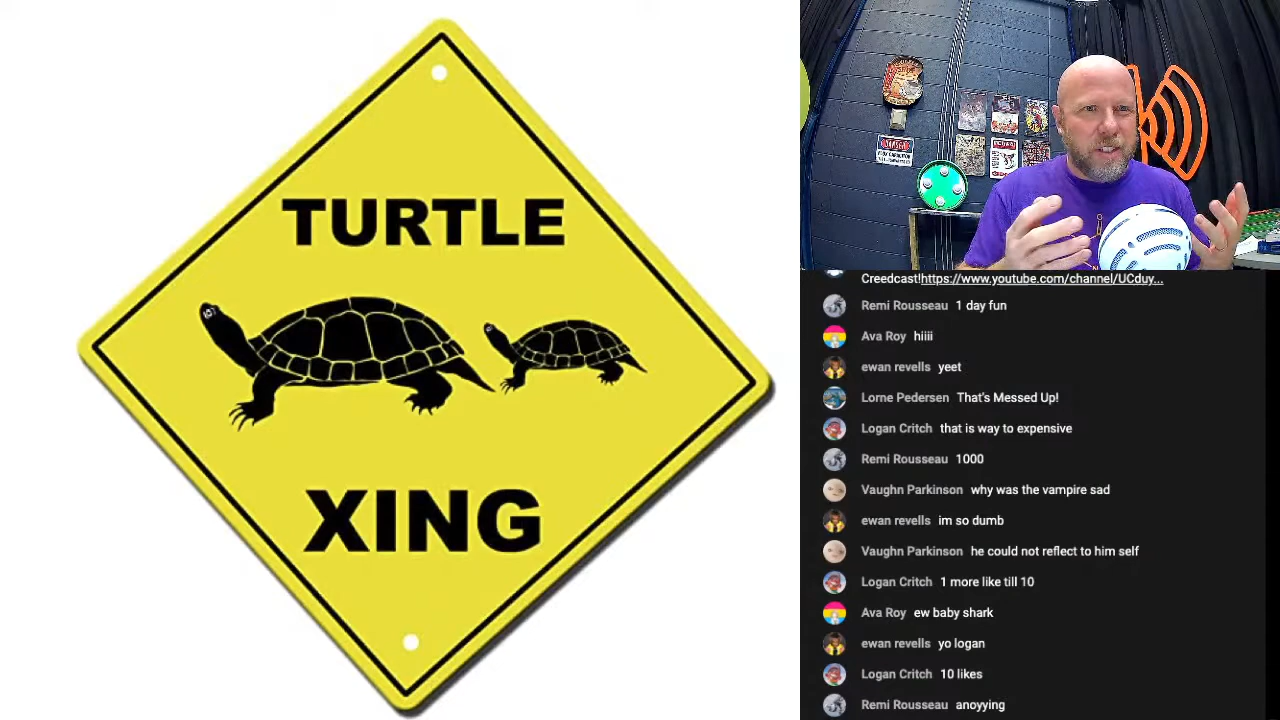 TURTLE
XING
DANGER
Creedcast!https://www.youtube.com/channel/UCduy...
Remi Rousseau 1 day fun
Ava Roy hiiii
ewan revells yeet
Lorne Pedersen That's Messed Up!
Logan Critch that is way to expensive
Remi Rousseau 1000
Vaughn Parkinson why was the vampire sad
ewan revells im so dumb
Vaughn Parkinson he could not reflect to him self
Logan Critch 1 more like till 10
Ava Roy ew baby shark
ewan revells yo logan
Logan Critch 10 likes
Remi Rousseau anoyying